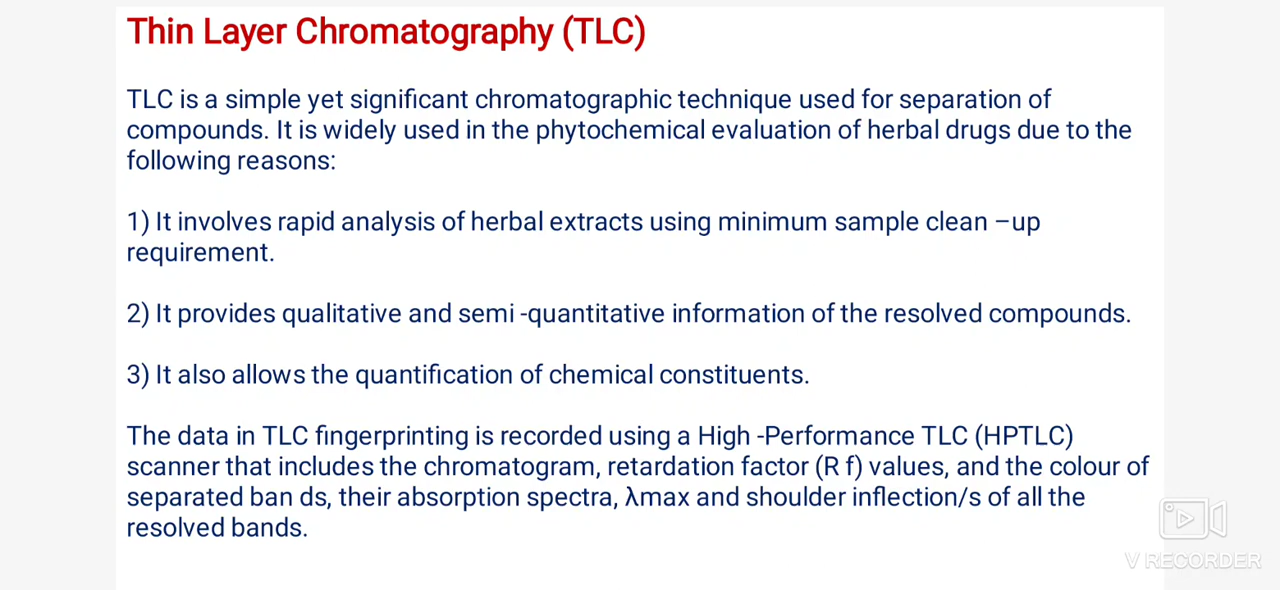 Thin Layer Chromatography (TLC)
TLC is a simple yet significant chromatographic technique used for separation of
compounds. It is widely used in the phytochemical evaluation of herbal drugs due to the
following reasons:
1) It involves rapid analysis of herbal extracts using minimum sample clean –up
requirement.
2) It provides qualitative and semi -quantitative information of the resolved compounds.
3) It also allows the quantification of chemical constituents.
The data in TLC fingerprinting is recorded using a High -Performance TLC (HPTLC)
scanner that includes the chromatogram, retardation factor (R f) values, and the colour of
separated ban ds, their absorption spectra, λmax and shoulder inflection/s of all the
resolved bands.
V RECORDER